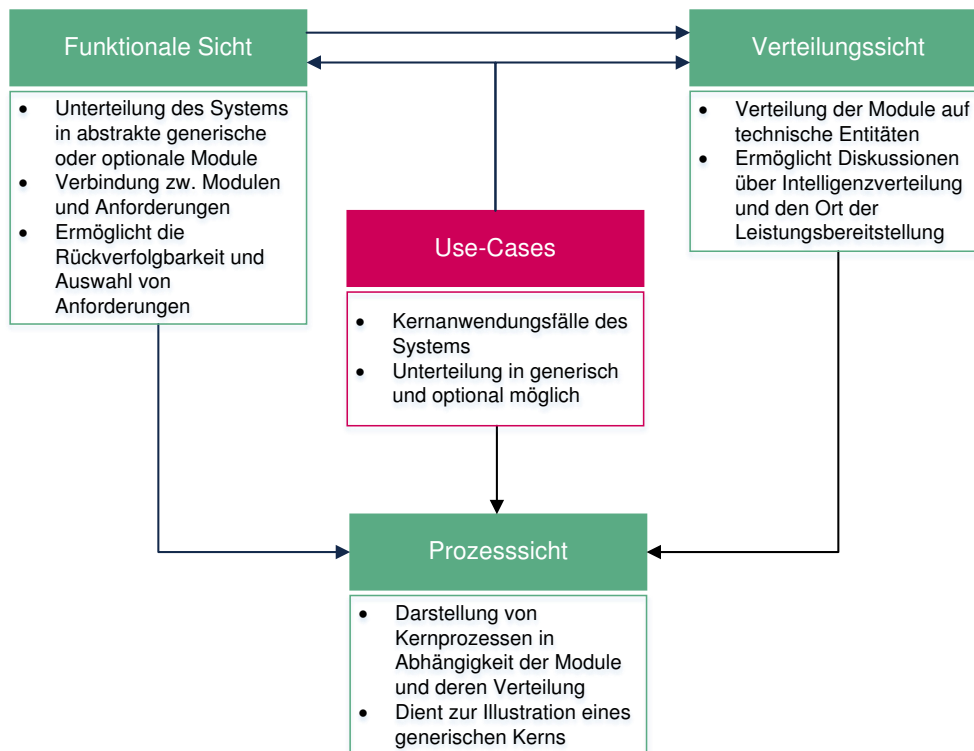 Funktionale Sicht
• Unterteilung des Systems
in abstrakte generische
oder optionale Module
• Verbindung zw. Modulen
und Anforderungen
• Ermöglicht die
Rückverfolgbarkeit und
Auswahl von
Anforderungen
Verteilungssicht
• Verteilung der Module auf
technische Entitäten
• Ermöglicht Diskussionen
über Intelligenzverteilung
und den Ort der
Leistungsbereitstellung
Use-Cases
• Kernanwendungsfälle des
Systems
• Unterteilung in generisch
und optional möglich
Prozesssicht
• Darstellung von
Kernprozessen in
Abhängigkeit der Module
und deren Verteilung
• Dient zur Illustration eines
generischen Kerns